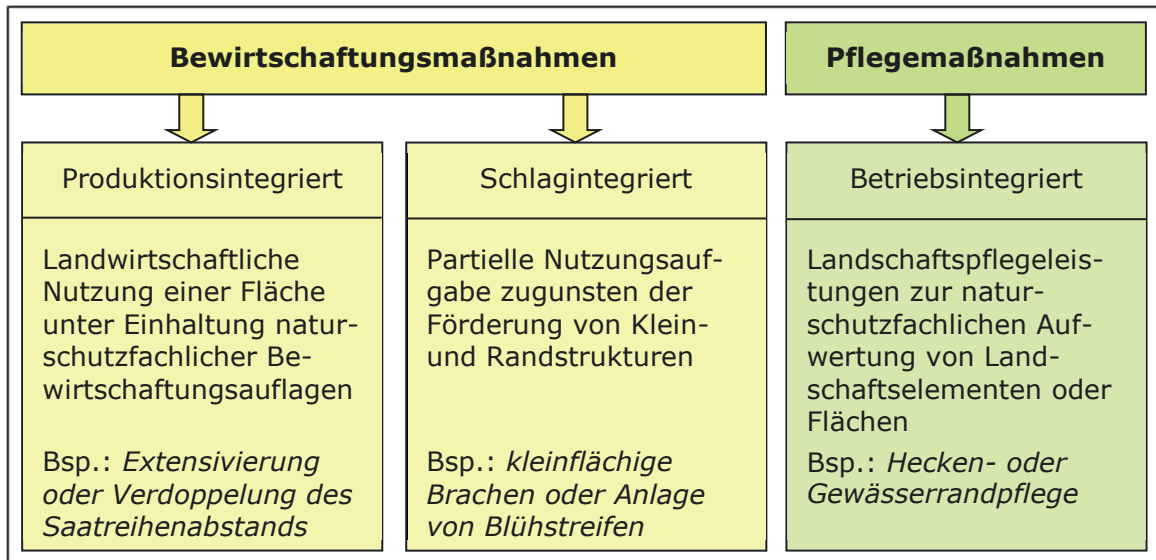 Bewirtschaftungsmaßnahmen
Pflegemaßnahmen
Produktionsintegriert
Landwirtschaftliche
Nutzung einer Fläche
unter Einhaltung natur-
schutzfachlicher Be-
wirtschaftungsauflagen
Bsp.: Extensivierung
oder Verdoppelung des
Saatreihenabstands
Schlagintegriert
Partielle Nutzungsauf-
gabe zugunsten der
Förderung von Klein-
und Randstrukturen
Bsp.: kleinflächige
Brachen oder Anlage
von Blühstreifen
Betriebsintegriert
Landschaftspflegeleis-
tungen zur natur-
schutzfachlichen Auf-
wertung von Land-
schaftselementen oder
Flächen
Bsp.: Hecken- oder
Gewässerrandpflege